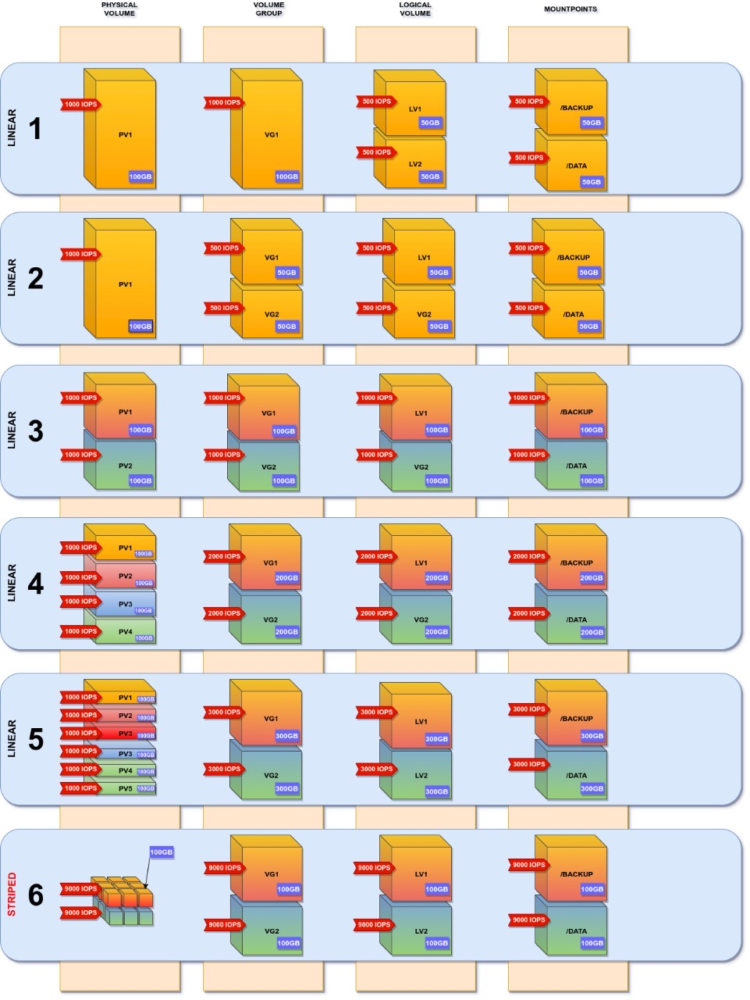 PHYSICAL
VOLUME
VOLUME
GROUP
LOGICAL
VOLUME
MOUNTPOINTS
LINEAR
1
1000 IOPS
PV1
100GB
1000 IOPS
VG1
100GB
500 IOPS
LV1
50GB
500 IOPS
LV2
50GB
500 IOPS
/BACKUP
50GB
500 IOPS
/DATA
50GB
LINEAR
2
1000 IOPS
PV1
100GB
500 IOPS
VG1
50GB
500 IOPS
VG2
50GB
500 IOPS
LV1
50GB
500 IOPS
VG2
50GB
500 IOPS
/BACKUP
50GB
500 IOPS
/DATA
50GB
LINEAR
3
1000 IOPS
PV1
100GB
1000 IOPS
PV2
100GB
1000 IOPS
VG1
100GB
1000 IOPS
VG2
100GB
1000 IOPS
LV1
100GB
1000 IOPS
VG2
100GB
1000 IOPS
/BACKUP
100GB
1000 IOPS
/DATA
100GB
LINEAR
4
1000 IOPS
PV1
100GB
1000 IOPS
PV2
100GB
1000 IOPS
PV3
100GB
1000 IOPS
PV4
100GB
2000 IOPS
VG1
200GB
2000 IOPS
VG2
200GB
2000 IOPS
LV1
200GB
2000 IOPS
VG2
200GB
2000 IOPS
/BACKUP
200GB
2000 IOPS
/DATA
200GB
LINEAR
5
1000 IOPS
PV1
100GB
1000 IOPS
PV2
100GB
1000 IOPS
PV3
100GB
1000 IOPS
PV3
100GB
1000 IOPS
PV4
100GB
1000 IOPS
PV5
100GB
3000 IOPS
VG1
300GB
3000 IOPS
VG2
300GB
3000 IOPS
LV1
300GB
3000 IOPS
LV2
300GB
3000 IOPS
/BACKUP
300GB
3000 IOPS
/DATA
300GB
STRIPED
6
100GB
9000 IOPS
9000 IOPS
9000 IOPS
VG1
100GB
9000 IOPS
VG2
100GB
9000 IOPS
LV1
100GB
9000 IOPS
LV2
100GB
9000 IOPS
/BACKUP
100GB
9000 IOPS
/DATA
100GB